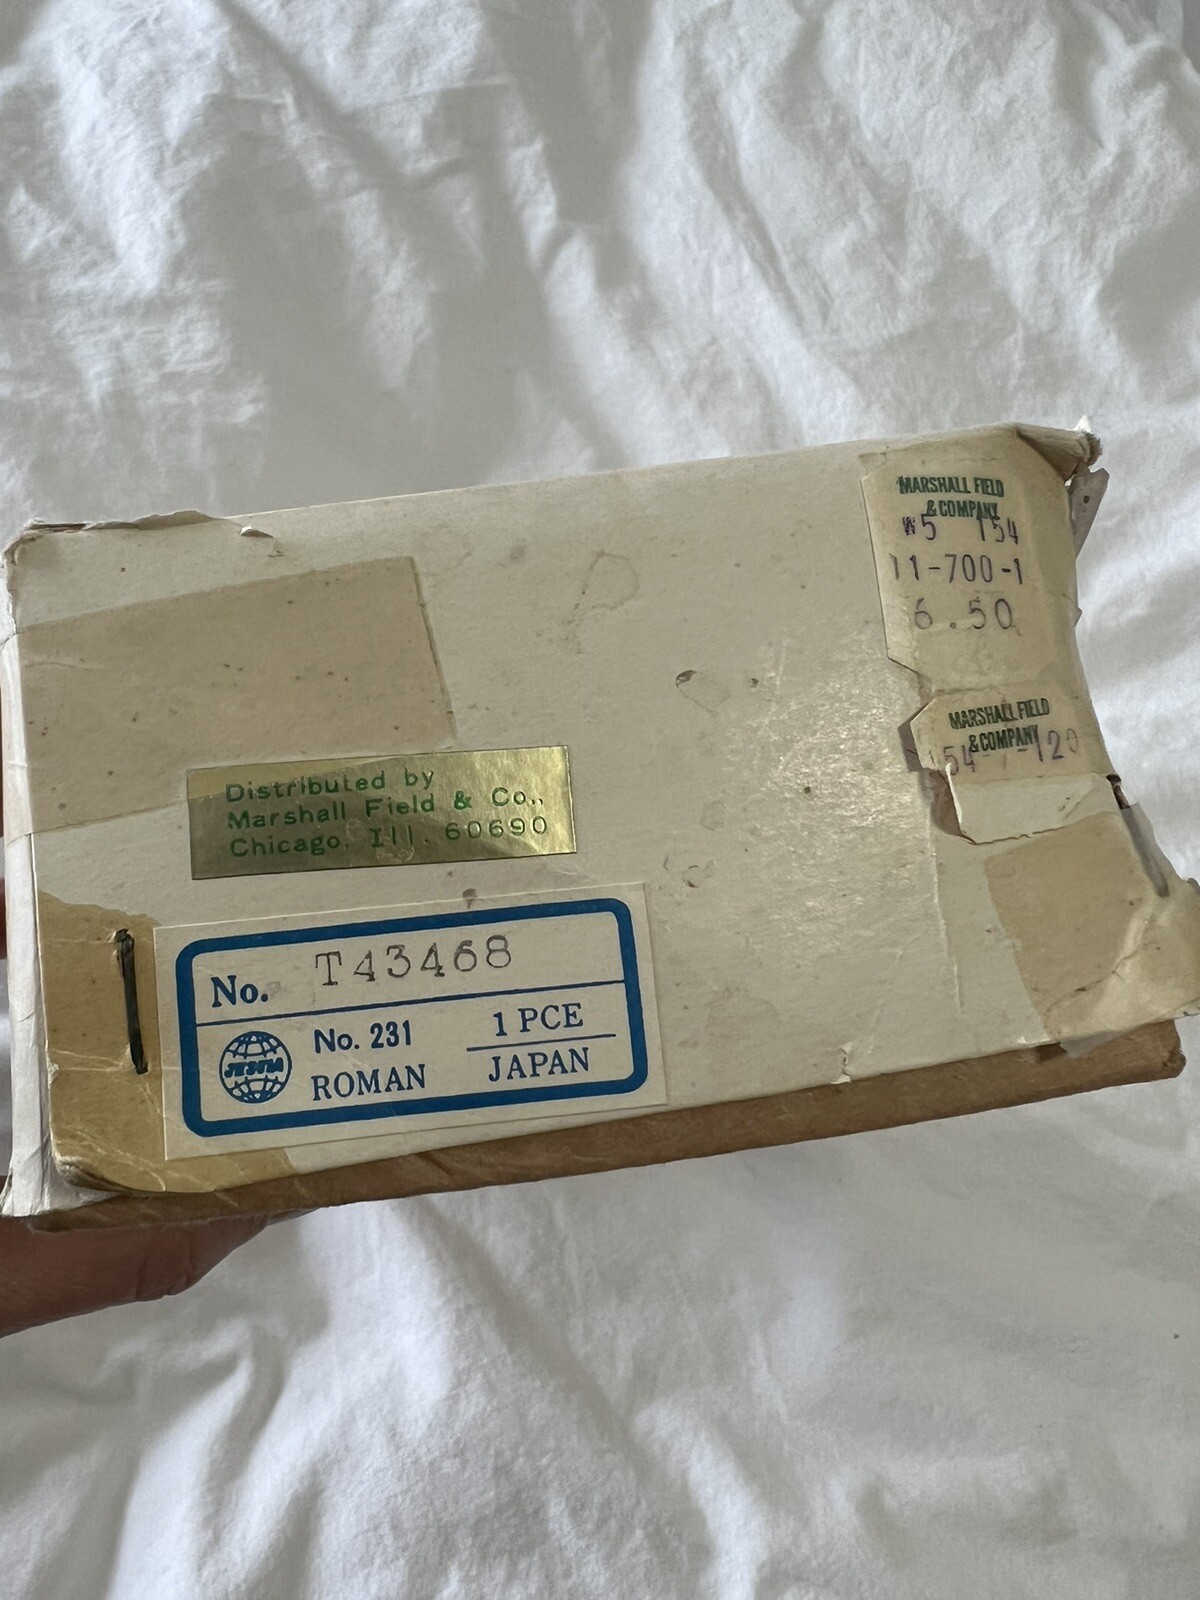 MARSHALL FIELD
& COMPANY
W5 154
11-700-1
6.50
MARSHALL FIELD
& COMPANY
Distributed by
Marshall Field & Co.,
Chicago, Ill. 60690
No. T43468
No. 231
ROMAN
1 PCE
JAPAN